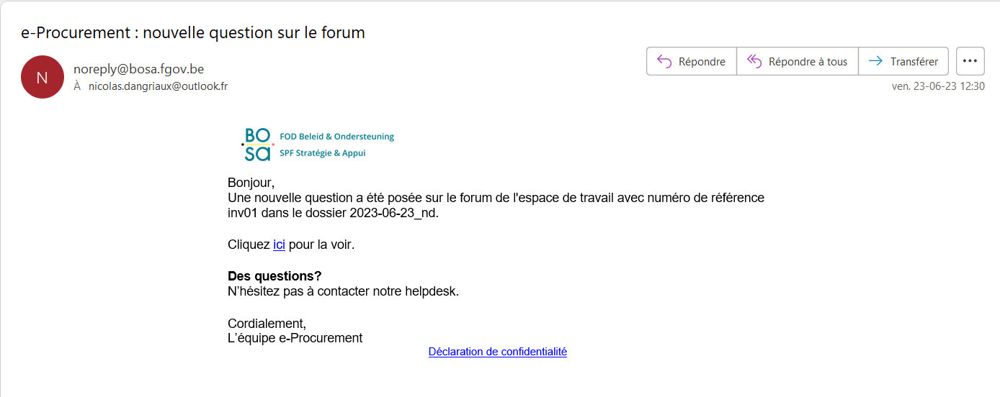 e-Procurement : nouvelle question sur le forum
N
noreply@bosa.fgov.be
À nicolas.dangriaux@outlook.fr
Répondre
Répondre à tous
Transférer
ven. 23-06-23 12:30
BOSA
FOD Beleid & Ondersteuning
SPF Stratégie & Appui
Bonjour,
Une nouvelle question a été posée sur le forum de l'espace de travail avec numéro de référence
inv01 dans le dossier 2023-06-23_nd.
Cliquez ici pour la voir.
Des questions?
N’hésitez pas à contacter notre helpdesk.
Cordialement,
L’équipe e-Procurement
Déclaration de confidentialité